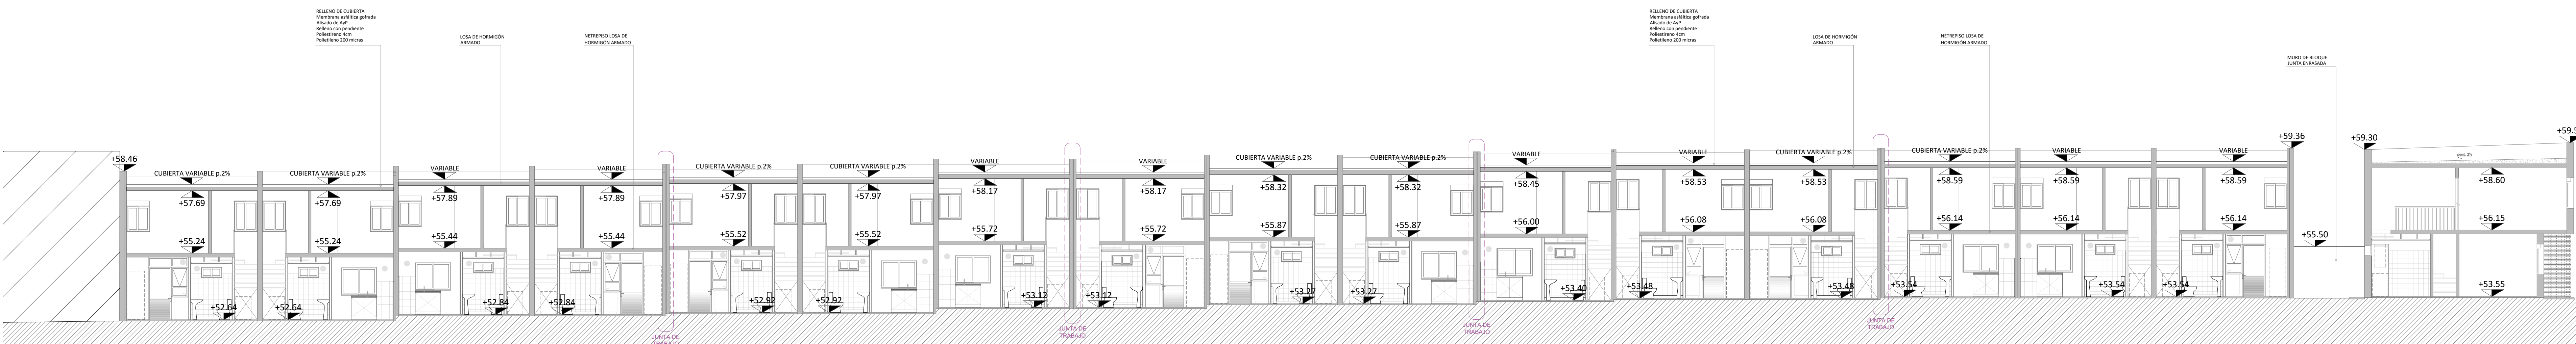 RELLENO DE CUBIERTA
Membrana asfáltica gofrada
Alisado de AyP
Relleno con pendiente
Poliestireno 4cm
Polietileno 200 micras
LOSA DE HORMIGÓN
ARMADO
NETREPISO LOSA DE
HORMIGÓN ARMADO
RELLENO DE CUBIERTA
Membrana asfáltica gofrada
Alisado de AyP
Relleno con pendiente
Poliestireno 4cm
Polietileno 200 micras
LOSA DE HORMIGÓN
ARMADO
NETREPISO LOSA DE
HORMIGÓN ARMADO
MURO DE BLOQUE
JUNTA ENRASADA
+58.46
CUBIERTA VARIABLE p.2%
CUBIERTA VARIABLE p.2%
VARIABLE
VARIABLE
CUBIERTA VARIABLE p.2%
CUBIERTA VARIABLE p.2%
VARIABLE
VARIABLE
CUBIERTA VARIABLE p.2%
CUBIERTA VARIABLE p.2%
VARIABLE
VARIABLE
CUBIERTA VARIABLE p.2%
CUBIERTA VARIABLE p.2%
VARIABLE
VARIABLE
+59.36
+59.30
+57.69
+57.69
+57.89
+57.89
+57.97
+57.97
+58.17
+58.17
+58.32
+58.32
+58.45
+58.53
+58.53
+58.59
+58.59
+58.59
+58.60
+55.24
+55.24
+55.44
+55.44
+55.52
+55.52
+55.72
+55.72
+55.87
+55.87
+56.00
+56.08
+56.08
+56.14
+56.14
+56.14
+55.50
+56.15
+52.64
+52.64
+52.84
+52.84
+52.92
+52.92
+53.12
+53.12
+53.27
+53.27
+53.40
+53.48
+53.48
+53.54
+53.54
+53.54
+53.55
JUNTA DE
TRABAJO
JUNTA DE
TRABAJO
JUNTA DE
TRABAJO
JUNTA DE
TRABAJO